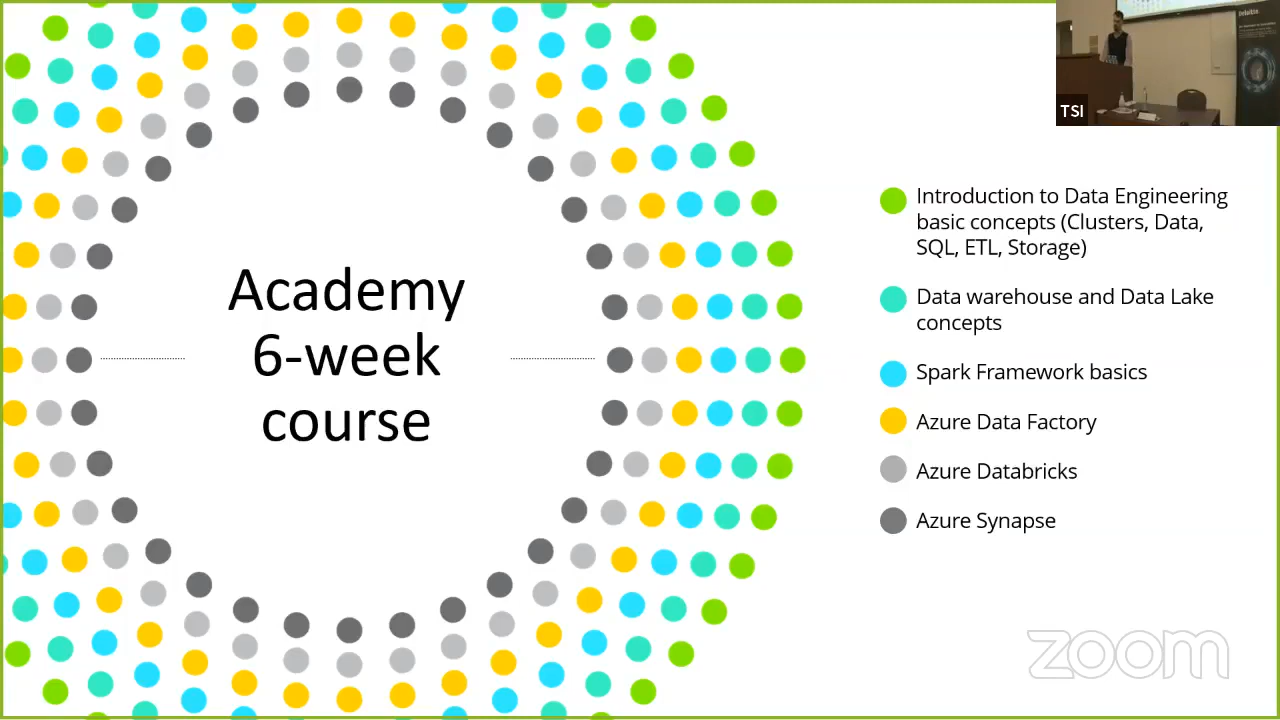 Academy
6-week
course
Deloitte.
TSI
Introduction to Data Engineering
basic concepts (Clusters, Data,
SQL, ETL, Storage)
Data warehouse and Data Lake
concepts
Spark Framework basics
Azure Data Factory
Azure Databricks
Azure Synapse
zoom